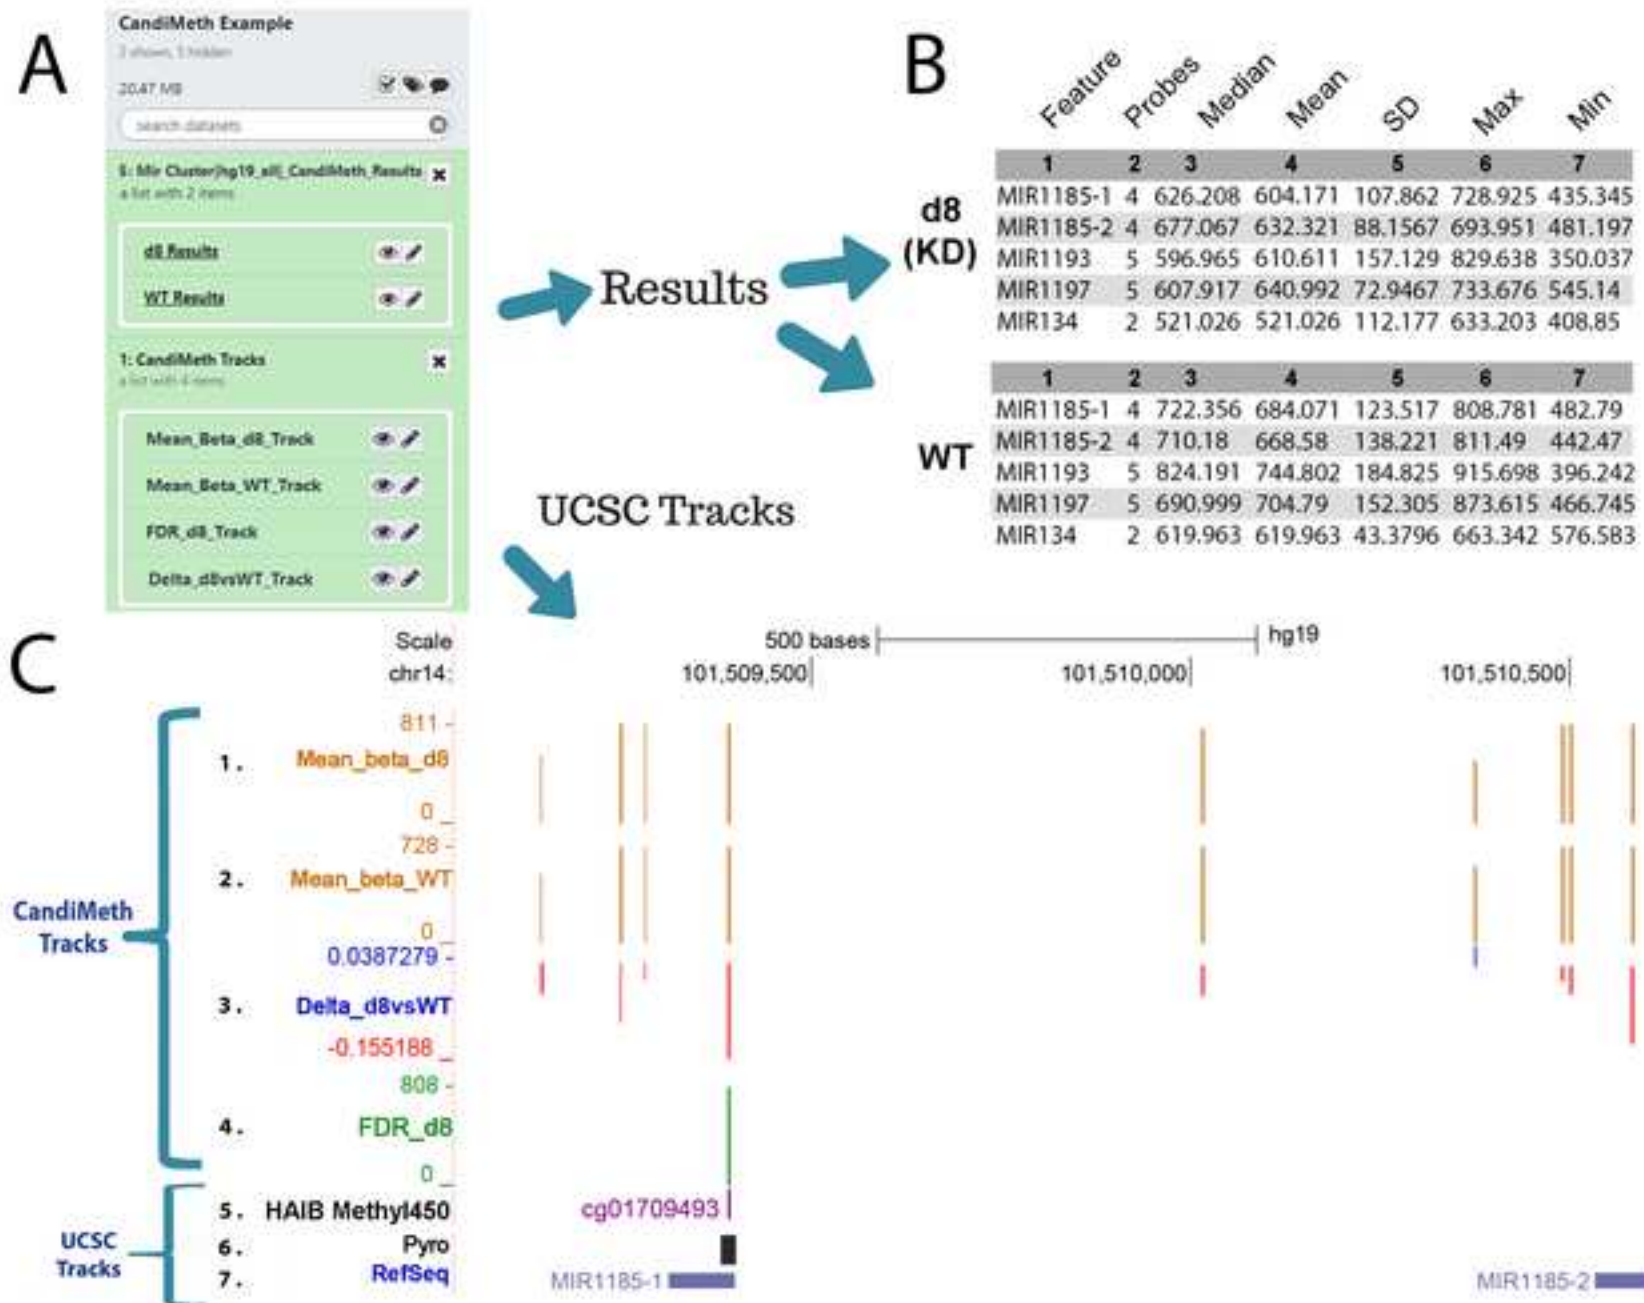 A
CandiMeth Example
20.47 MB
search datasets
5: Mir Cluster|hg19_all|_CandiMeth_Results
a list with 2 items
d8 Results
WT Results
1: CandiMeth Tracks
a list with 4 items
Mean_Beta_d8_Track
Mean_Beta_WT_Track
FDR_d8_Track
Delta_d8vsWT_Track
Results
UCSC Tracks
B
Feature Probes Median Mean SD Max Min
d8
(KD)
1 2 3 4 5 6 7
MIR1185-1 4 626.208 604.171 107.862 728.925 435.345
MIR1185-2 4 677.067 632.321 88.1567 693.951 481.197
MIR1193 5 596.965 610.611 157.129 829.638 350.037
MIR1197 5 607.917 640.992 72.9467 733.676 545.14
MIR134 2 521.026 521.026 112.177 633.203 408.85
WT
1 2 3 4 5 6 7
MIR1185-1 4 722.356 684.071 123.517 808.781 482.79
MIR1185-2 4 710.18 668.58 138.221 811.49 442.47
MIR1193 5 824.191 744.802 184.825 915.698 396.242
MIR1197 5 690.999 704.79 152.305 873.615 466.745
MIR134 2 619.963 619.963 43.3796 663.342 576.583
C
Scale 500 bases hg19
chr14: 101,509,500 101,510,000 101,510,500
CandiMeth
Tracks
811
1. Mean_beta_d8
0
728
2. Mean_beta_WT
0
0.0387279
3. Delta_d8vsWT
-0.155188
808
4. FDR_d8
0
UCSC
Tracks
5. HAIB Methyl450 cg01709493
6. Pyro
7. RefSeq MIR1185-1 MIR1185-2